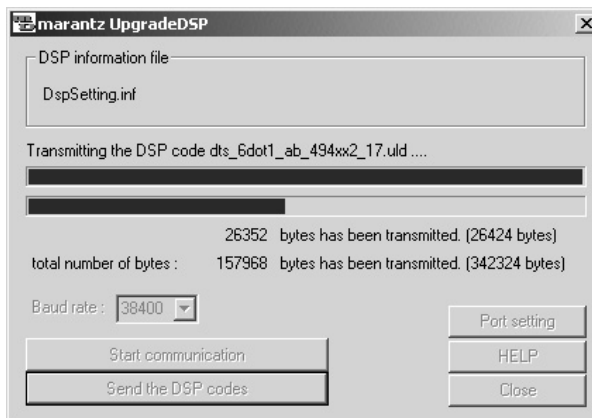 marantz UpgradeDSP
DSP information file
DspSetting.inf
Transmitting the DSP code dts_6dot1_ab_494xx2_17.uld ....
26352 bytes has been transmitted. (26424 bytes)
total number of bytes : 157968 bytes has been transmitted. (342324 bytes)
Baud rate : 38400
Port setting
Start communication
HELP
Send the DSP codes
Close